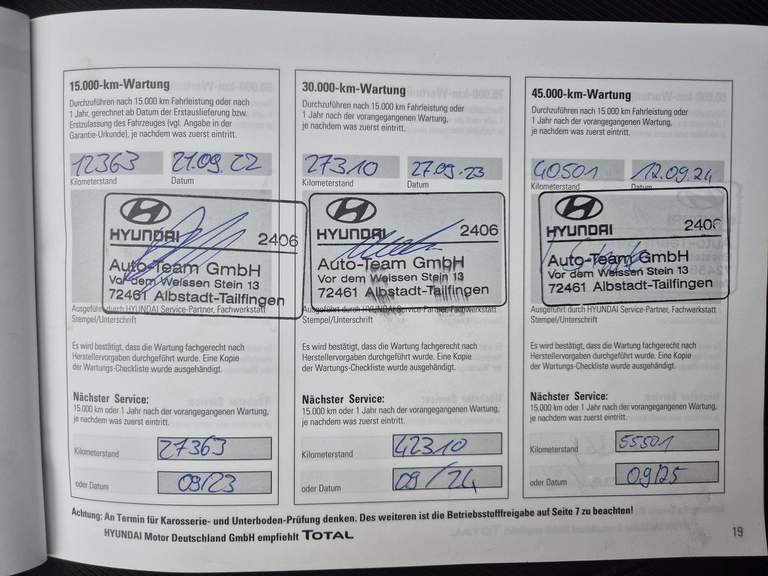 15.000-km-Wartung
Durchzuführen nach 15.000 km Fahrleistung oder nach
1 Jahr, gerechnet ab Datum der Erstauslieferung bzw.
Erstzulassung des Fahrzeuges (vgl. Angabe in der
Garantie-Urkunde), je nachdem was zuerst eintritt.
12363 21.09.22
Kilometerstand Datum
HYUNDAI 2406
Auto-Team GmbH
Vor dem Weissen Stein 13
72461 Albstadt-Tailfingen
Ausgeführt durch HYUNDAI Service-Partner, Fachwerkstatt
Stempel/Unterschrift
Es wird bestätigt, dass die Wartung fachgerecht nach
Herstellervorgaben durchgeführt wurde. Eine Kopie
der Wartungs-Checkliste wurde ausgehändigt.
Nächster Service:
15.000 km oder 1 Jahr nach der vorangegangenen Wartung,
je nachdem was zuerst eintritt.
Kilometerstand 27363
oder Datum 09/23
30.000-km-Wartung
Durchzuführen nach 15.000 km Fahrleistung oder
1 Jahr nach der vorangegangenen Wartung,
je nachdem was zuerst eintritt.
27310 27.09.23
Kilometerstand Datum
HYUNDAI 2406
Auto-Team GmbH
Vor dem Weissen Stein 13
72461 Albstadt-Tailfingen
Ausgeführt durch HYUNDAI Service-Partner, Fachwerkstatt
Stempel/Unterschrift
Es wird bestätigt, dass die Wartung fachgerecht nach
Herstellervorgaben durchgeführt wurde. Eine Kopie
der Wartungs-Checkliste wurde ausgehändigt.
Nächster Service:
15.000 km oder 1 Jahr nach der vorangegangenen Wartung,
je nachdem was zuerst eintritt.
Kilometerstand 42310
oder Datum 09/24
45.000-km-Wartung
Durchzuführen nach 15.000 km Fahrleistung oder
1 Jahr nach der vorangegangenen Wartung,
je nachdem was zuerst eintritt.
40501 12.09.24
Kilometerstand Datum
HYUNDAI 2406
Auto-Team GmbH
Vor dem Weissen Stein 13
72461 Albstadt-Tailfingen
Ausgeführt durch HYUNDAI Service-Partner, Fachwerkstatt
Stempel/Unterschrift
Es wird bestätigt, dass die Wartung fachgerecht nach
Herstellervorgaben durchgeführt wurde. Eine Kopie
der Wartungs-Checkliste wurde ausgehändigt.
Nächster Service:
15.000 km oder 1 Jahr nach der vorangegangenen Wartung,
je nachdem was zuerst eintritt.
Kilometerstand 55501
oder Datum 09/25
Achtung: An Termin für Karosserie- und Unterboden-Prüfung denken. Des weiteren ist die Betriebsstofffreigabe auf Seite 7 zu beachten!
HYUNDAI Motor Deutschland GmbH empfiehlt TOTAL
19